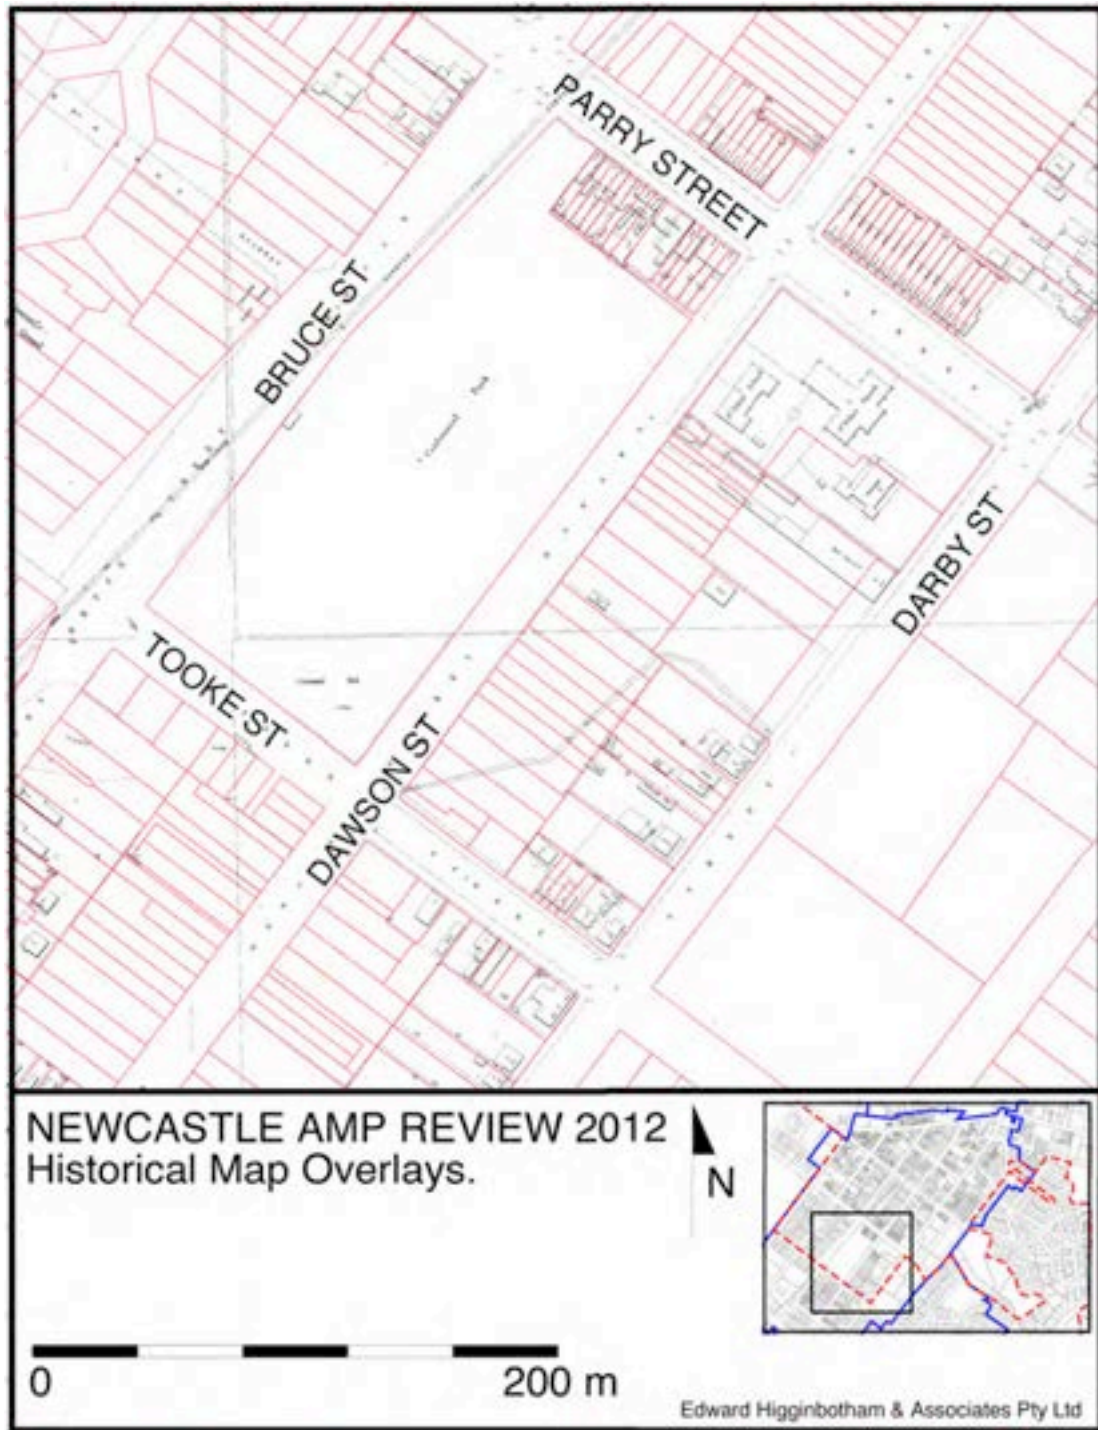 PARRY STREET
BRUCE ST
Park
DARBY ST
TOOKE ST
DAWSON ST
NEWCASTLE AMP REVIEW 2012
Historical Map Overlays.
N
0
200 m
Edward Higginbotham & Associates Pty Ltd